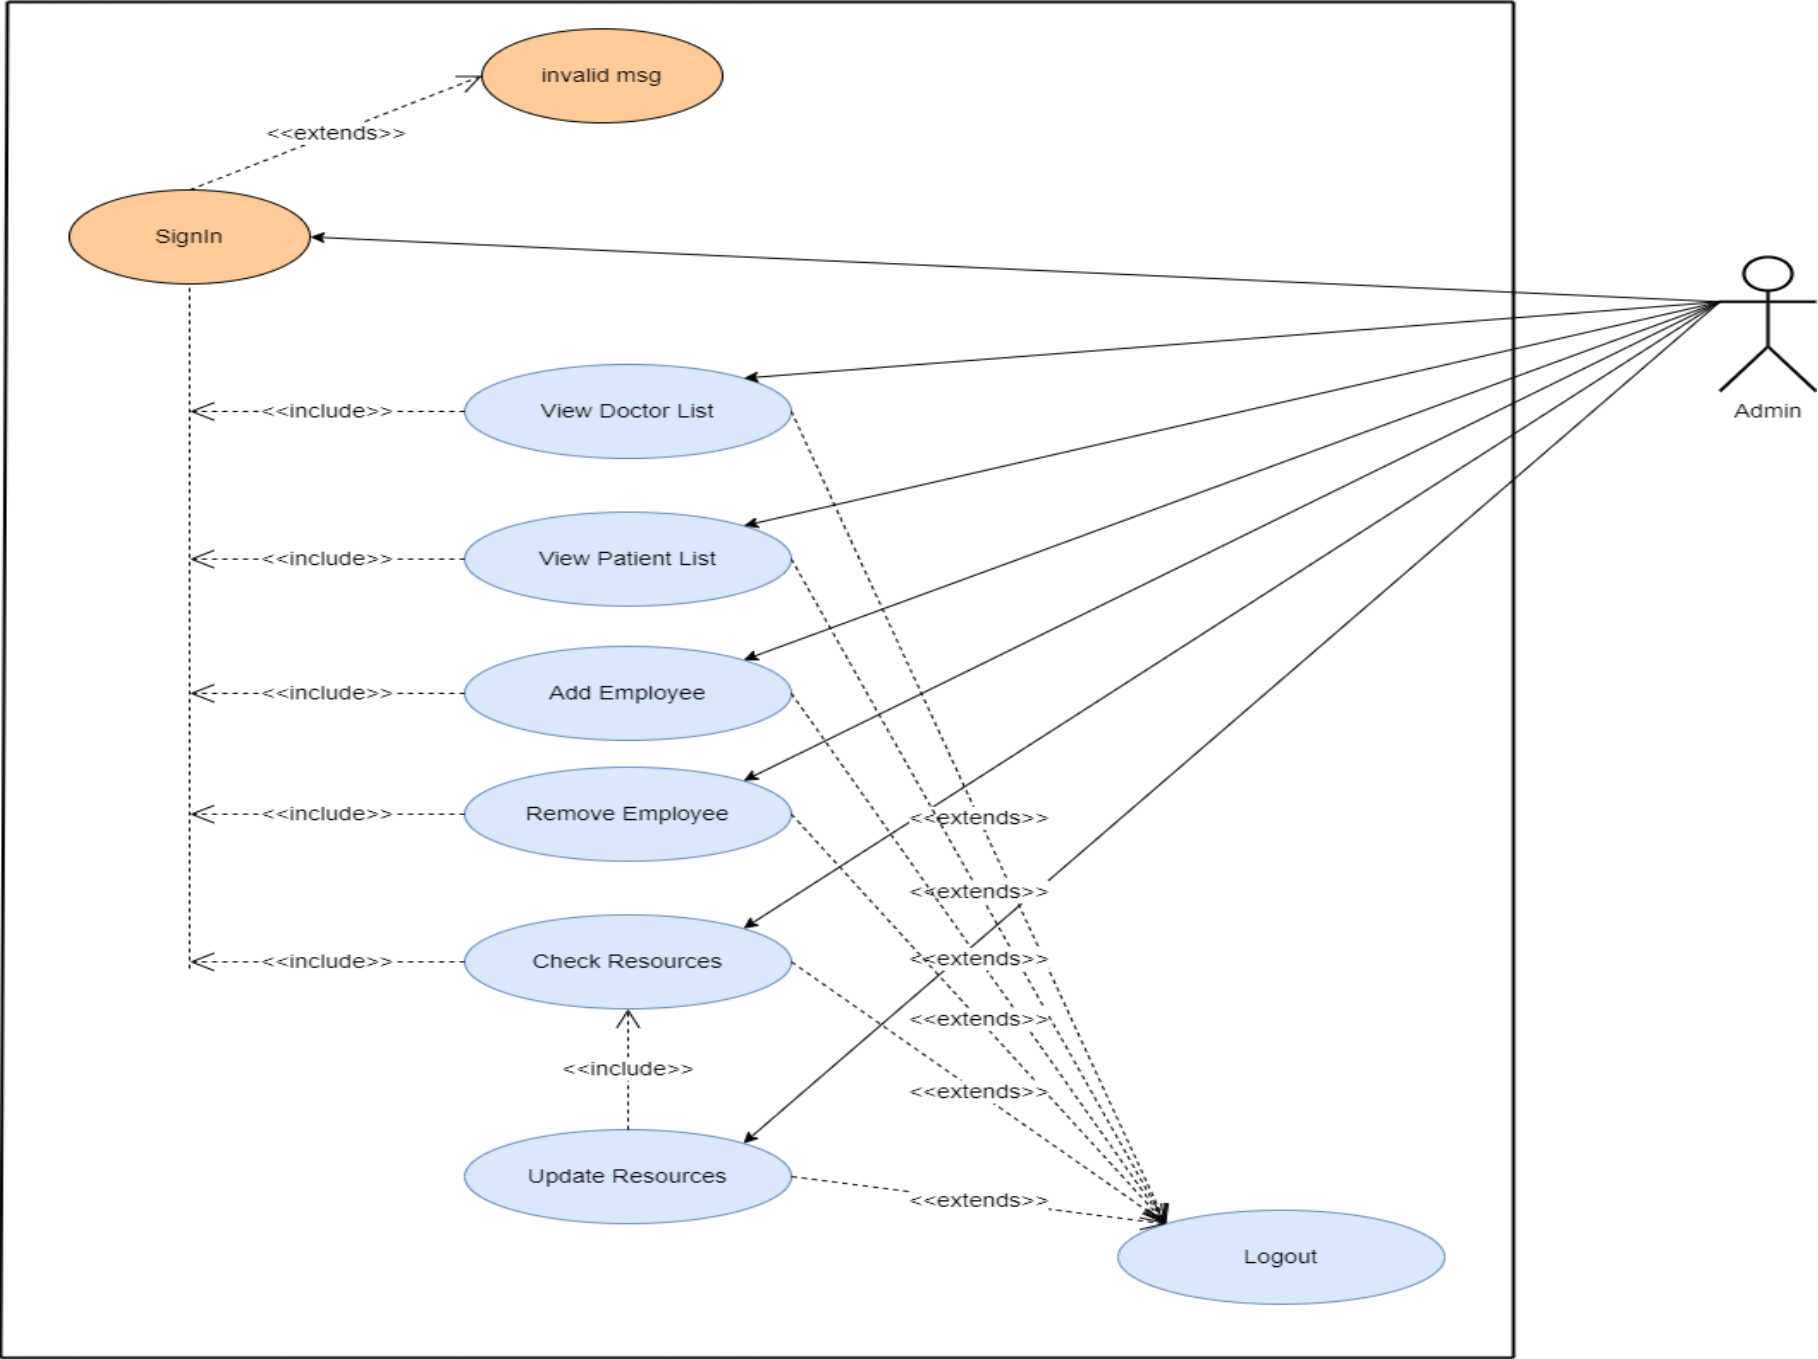 invalid msg
<<extends>>
SignIn
Admin
<<include>>
View Doctor List
<<include>>
View Patient List
<<include>>
Add Employee
<<include>>
Remove Employee
<<extends>>
<<extends>>
<<include>>
Check Resources
<<extends>>
<<extends>>
<<include>>
<<extends>>
Update Resources
<<extends>>
Logout